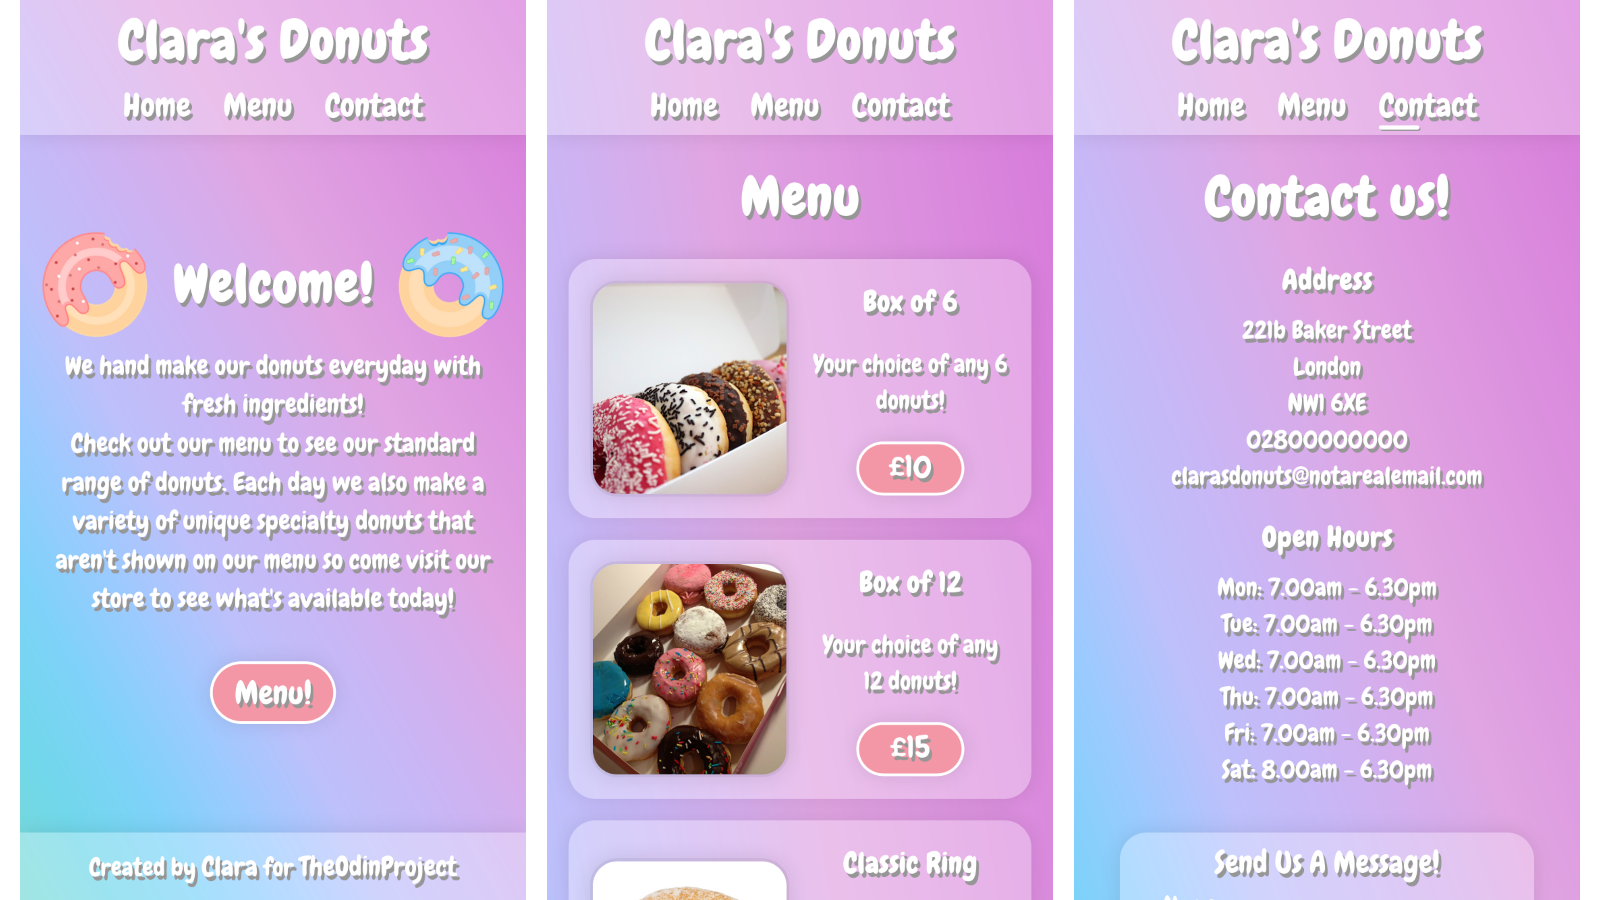 Clara's Donuts
Home Menu Contact
Welcome!
We hand make our donuts everyday with
fresh ingredients!
Check out our menu to see our standard
range of donuts. Each day we also make a
variety of unique specialty donuts that
aren't shown on our menu so come visit our
store to see what's available today!
Menu!
Created by Clara for TheOdinProject
Clara's Donuts
Home Menu Contact
Menu
Box of 6
Your choice of any 6
donuts!
£10
Box of 12
Your choice of any
12 donuts!
£15
Classic Ring
Clara's Donuts
Home Menu Contact
Contact us!
Address
221b Baker Street
London
NW1 6XE
02800000000
clarasdonuts@notarealemail.com
Open Hours
Mon: 7.00am - 6.30pm
Tue: 7.00am - 6.30pm
Wed: 7.00am - 6.30pm
Thu: 7.00am - 6.30pm
Fri: 7.00am - 6.30pm
Sat: 8.00am - 6.30pm
Send Us A Message!